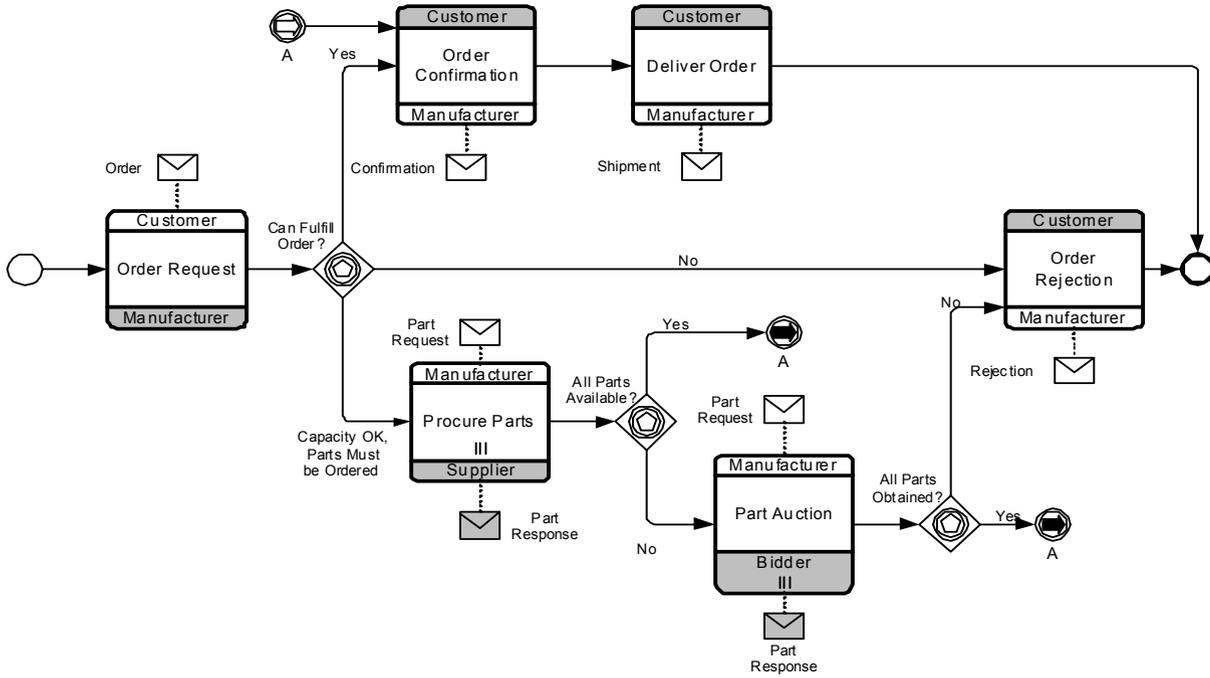 Customer
Order
Confirmation
Manufacturer
Customer
Deliver Order
Manufacturer
A
Yes
Confirmation
Shipment
Order
Customer
Order Request
Manufacturer
Can Fulfill
Order?
No
Customer
Order
Rejection
Manufacturer
Rejection
No
Capacity OK,
Parts Must
be Ordered
Part
Request
Manufacturer
Procure Parts
Supplier
Part
Response
All Parts
Available?
Yes
A
No
Part
Request
Manufacturer
Part Auction
Bidder
Part
Response
All Parts
Obtained?
Yes
A